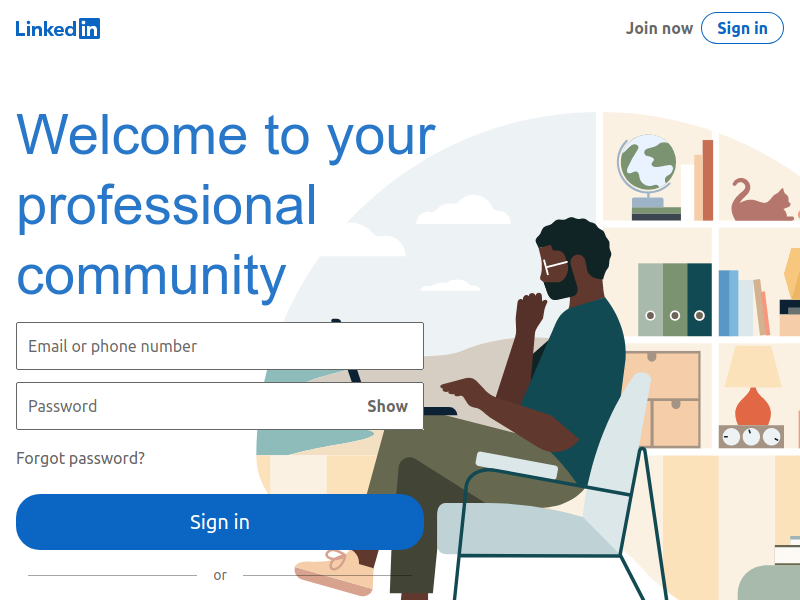 LinkedIn
Join now
Sign in
Welcome to your
professional
community
Email or phone number
Password
Show
Forgot password?
Sign in
or